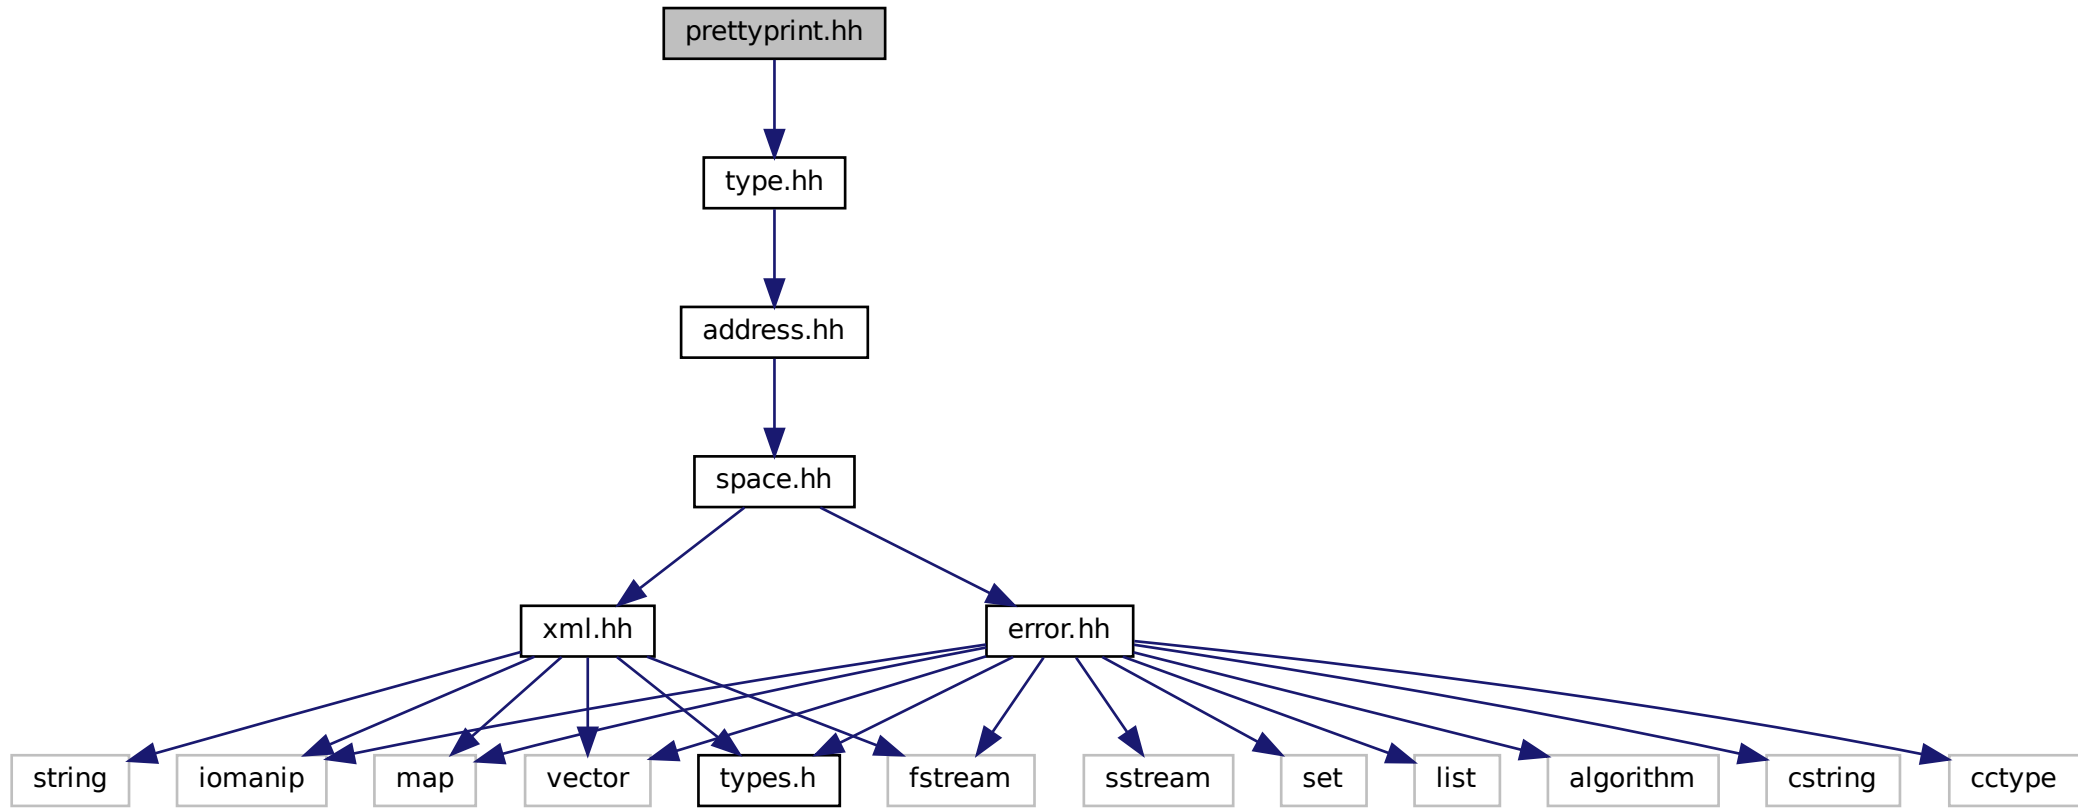 prettyprint.hh
type.hh
address.hh
space.hh
xml.hh
error.hh
string
iomanip
map
vector
types.h
fstream
sstream
set
list
algorithm
cstring
cctype